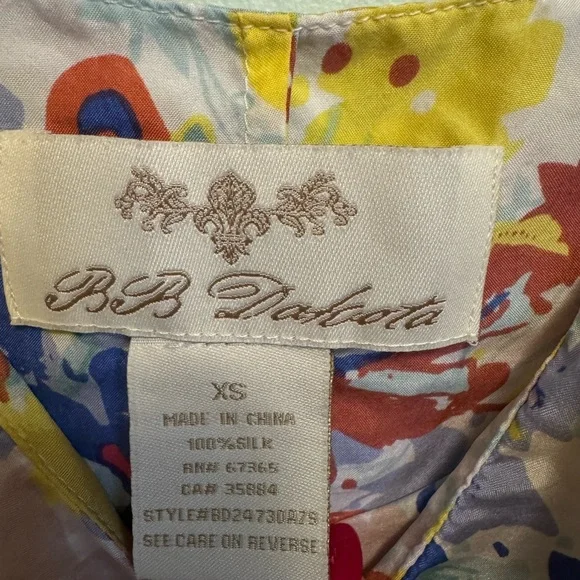 BB Dakota
XS
MADE IN CHINA
100%SILK
RN# 67365
CA# 35884
STYLE#BD24730A79
SEE CARE ON REVERSE